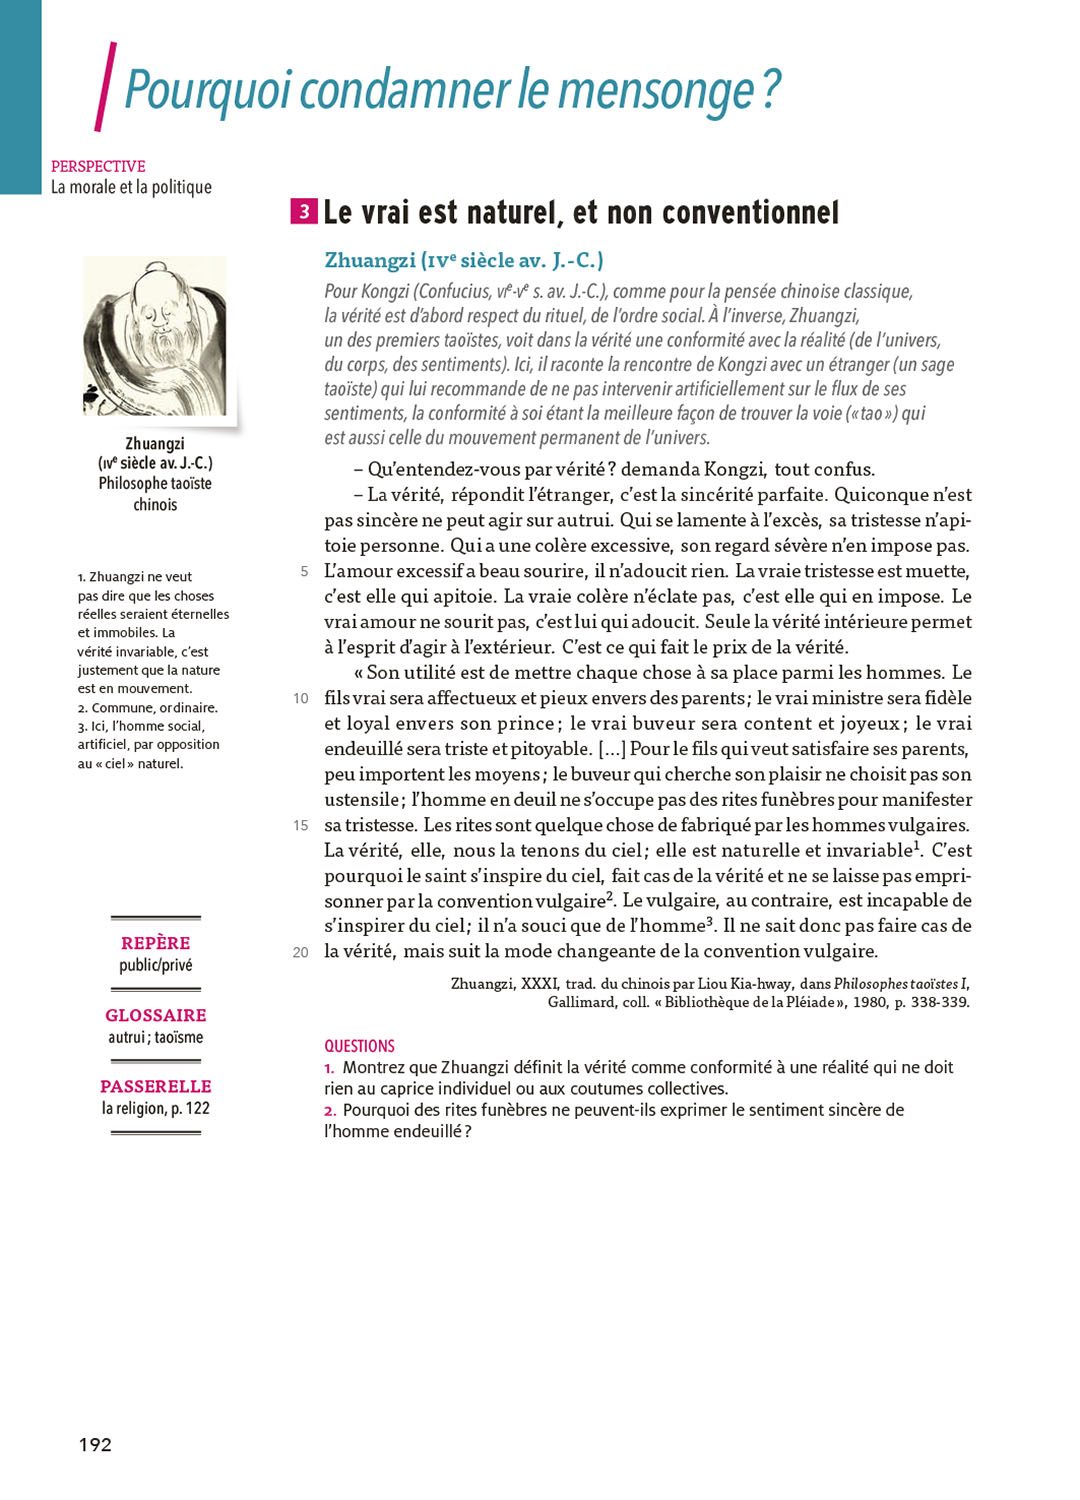 Pourquoi condamner le mensonge ?
PERSPECTIVE
La morale et la politique
3 Le vrai est naturel, et non conventionnel
Zhuangzi (IVe siècle av. J.-C.)
Pour Kongzi (Confucius, VIe-Ve s. av. J.-C.), comme pour la pensée chinoise classique,
la vérité est d’abord respect du rituel, de l’ordre social. À l’inverse, Zhuangzi,
un des premiers taoïstes, voit dans la vérité une conformité avec la réalité (de l’univers,
du corps, des sentiments). Ici, il raconte la rencontre de Kongzi avec un étranger (un sage
taoïste) qui lui recommande de ne pas intervenir artificiellement sur le flux de ses
sentiments, la conformité à soi étant la meilleure façon de trouver la voie (« tao ») qui
est aussi celle du mouvement permanent de l’univers.
Zhuangzi
(IVe siècle av. J.-C.)
Philosophe taoïste
chinois
– Qu’entendez-vous par vérité ? demanda Kongzi, tout confus.
– La vérité, répondit l’étranger, c’est la sincérité parfaite. Quiconque n’est
pas sincère ne peut agir sur autrui. Qui se lamente à l’excès, sa tristesse n’api-
toie personne. Qui a une colère excessive, son regard sévère n’en impose pas.
5 L’amour excessif a beau sourire, il n’adoucit rien. La vraie tristesse est muette,
c’est elle qui apitoie. La vraie colère n’éclate pas, c’est elle qui en impose. Le
vrai amour ne sourit pas, c’est lui qui adoucit. Seule la vérité intérieure permet
à l’esprit d’agir à l’extérieur. C’est ce qui fait le prix de la vérité.
« Son utilité est de mettre chaque chose à sa place parmi les hommes. Le
10 fils vrai sera affectueux et pieux envers des parents ; le vrai ministre sera fidèle
et loyal envers son prince ; le vrai buveur sera content et joyeux ; le vrai
endeuillé sera triste et pitoyable. [...] Pour le fils qui veut satisfaire ses parents,
peu importent les moyens ; le buveur qui cherche son plaisir ne choisit pas son
ustensile ; l’homme en deuil ne s’occupe pas des rites funèbres pour manifester
15 sa tristesse. Les rites sont quelque chose de fabriqué par les hommes vulgaires.
La vérité, elle, nous la tenons du ciel ; elle est naturelle et invariable1. C’est
pourquoi le saint s’inspire du ciel, fait cas de la vérité et ne se laisse pas empri-
sonner par la convention vulgaire2. Le vulgaire, au contraire, est incapable de
s’inspirer du ciel ; il n’a souci que de l’homme3. Il ne sait donc pas faire cas de
20 la vérité, mais suit la mode changeante de la convention vulgaire.
Zhuangzi, XXXI, trad. du chinois par Liou Kia-hway, dans Philosophes taoïstes I,
Gallimard, coll. « Bibliothèque de la Pléiade », 1980, p. 338-339.
1. Zhuangzi ne veut
pas dire que les choses
réelles seraient éternelles
et immobiles. La
vérité invariable, c’est
justement que la nature
est en mouvement.
2. Commune, ordinaire.
3. Ici, l’homme social,
artificiel, par opposition
au « ciel » naturel.
REPÈRE
public/privé
GLOSSAIRE
autrui ; taoïsme
PASSERELLE
la religion, p. 122
QUESTIONS
1. Montrez que Zhuangzi définit la vérité comme conformité à une réalité qui ne doit
rien au caprice individuel ou aux coutumes collectives.
2. Pourquoi des rites funèbres ne peuvent-ils exprimer le sentiment sincère de
l’homme endeuillé ?
192